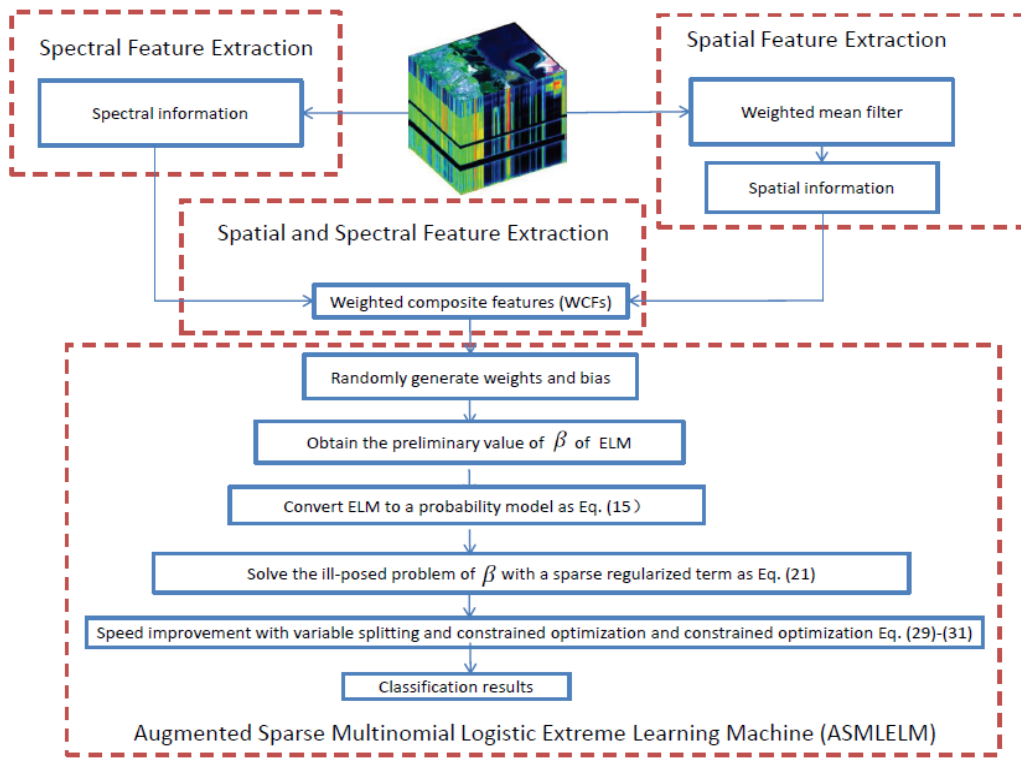 Spectral Feature Extraction
Spectral information
Spatial Feature Extraction
Weighted mean filter
Spatial information
Spatial and Spectral Feature Extraction
Weighted composite features (WCFs)
Randomly generate weights and bias
Obtain the preliminary value of β of ELM
Convert ELM to a probability model as Eq. (15）
Solve the ill-posed problem of β with a sparse regularized term as Eq. (21)
Speed improvement with variable splitting and constrained optimization and constrained optimization Eq. (29)-(31)
Classification results
Augmented Sparse Multinomial Logistic Extreme Learning Machine (ASMLELM)